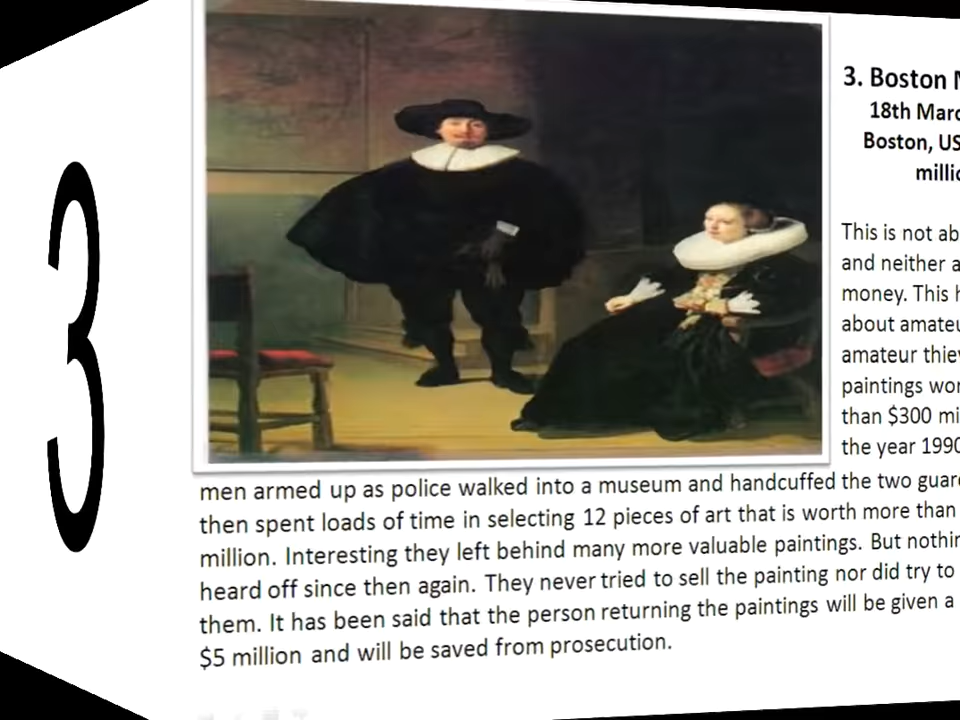 3
3. Boston
18th Marc
Boston, US
millio
This is not ab
and neither a
money. This h
about amateu
amateur thiev
paintings wor
than $300 mi
the year 1990
men armed up as police walked into a museum and handcuffed the two guar
then spent loads of time in selecting 12 pieces of art that is worth more than
million. Interesting they left behind many more valuable paintings. But nothin
heard off since then again. They never tried to sell the painting nor did try to
them. It has been said that the person returning the paintings will be given a
$5 million and will be saved from prosecution.